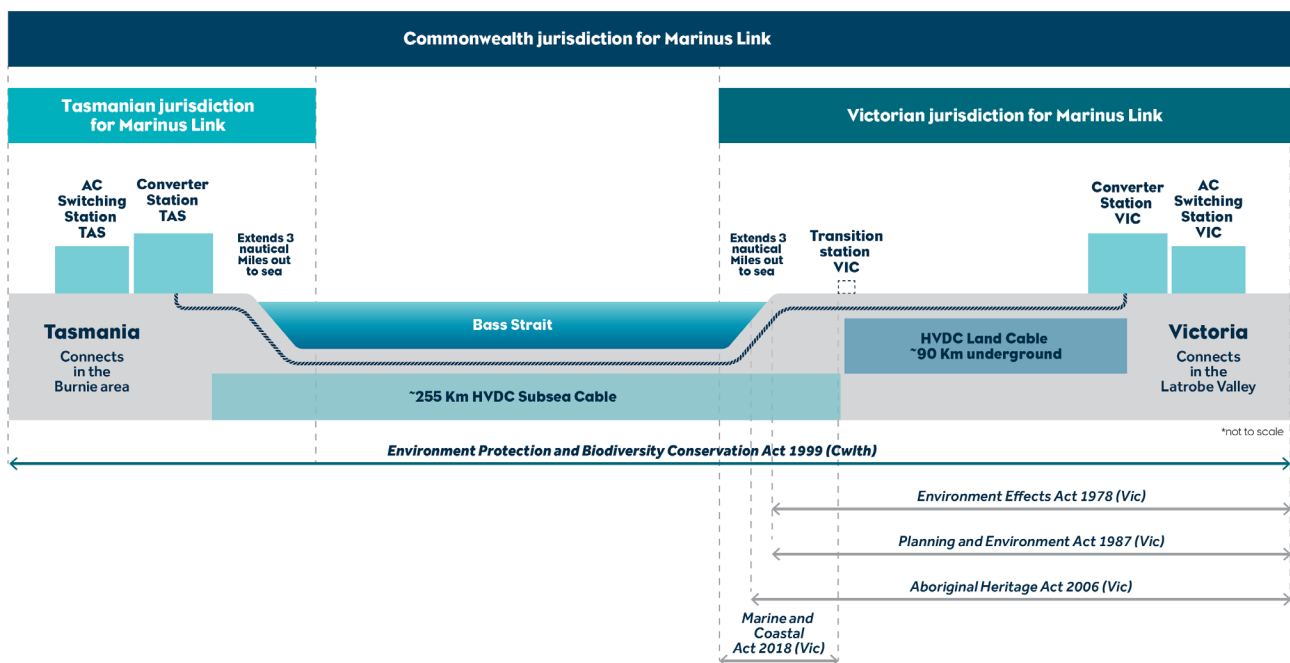 Commonwealth jurisdiction for Marinus Link
Tasmanian jurisdiction
for Marinus Link
Victorian jurisdiction for Marinus Link
AC
Switching
Station
TAS
Converter
Station
TAS
Extends 3
nautical
Miles out
to sea
Extends 3
nautical
Miles out
to sea
Transition
station
VIC
Converter
Station
VIC
AC
Switching
Station
VIC
Tasmania
Connects
in the
Burnie area
Bass Strait
HVDC Land Cable
~90 Km underground
Victoria
Connects
in the
Latrobe Valley
~255 Km HVDC Subsea Cable
*not to scale
Environment Protection and Biodiversity Conservation Act 1999 (Cwlth)
Environment Effects Act 1978 (Vic)
Planning and Environment Act 1987 (Vic)
Aboriginal Heritage Act 2006 (Vic)
Marine and
Coastal
Act 2018 (Vic)